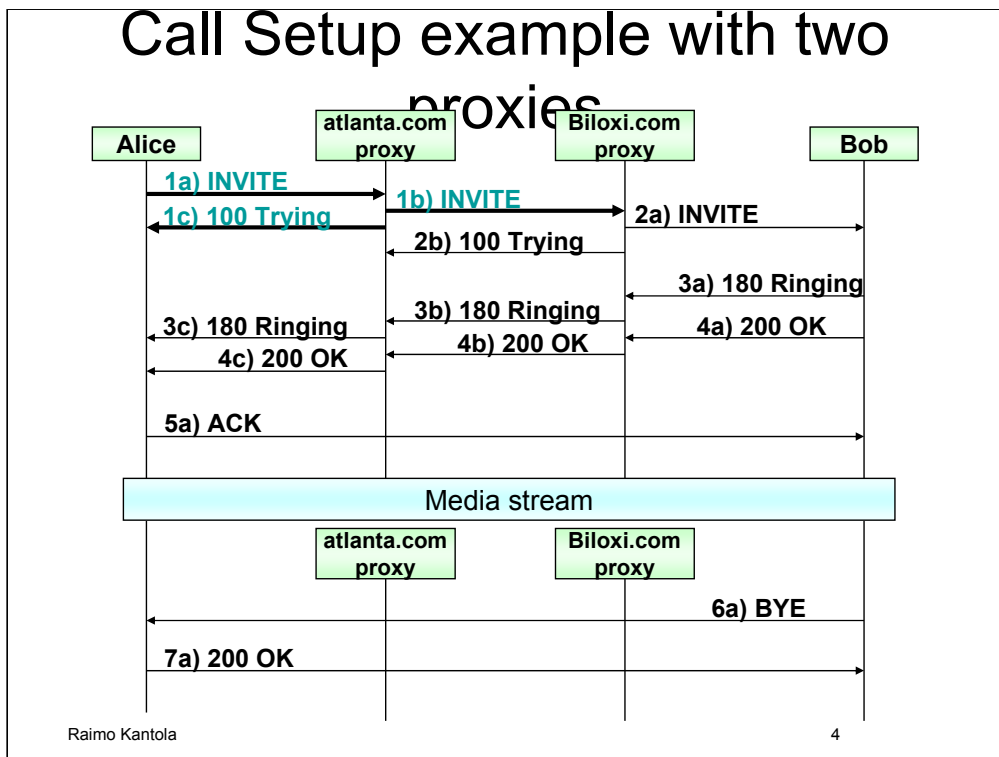 Call Setup example with two
proxies
Alice
atlanta.com
proxy
Biloxi.com
proxy
Bob
1a) INVITE
1b) INVITE
1c) 100 Trying
2a) INVITE
2b) 100 Trying
3a) 180 Ringing
3b) 180 Ringing
3c) 180 Ringing
4a) 200 OK
4b) 200 OK
4c) 200 OK
5a) ACK
Media stream
atlanta.com
proxy
Biloxi.com
proxy
6a) BYE
7a) 200 OK
Raimo Kantola
4